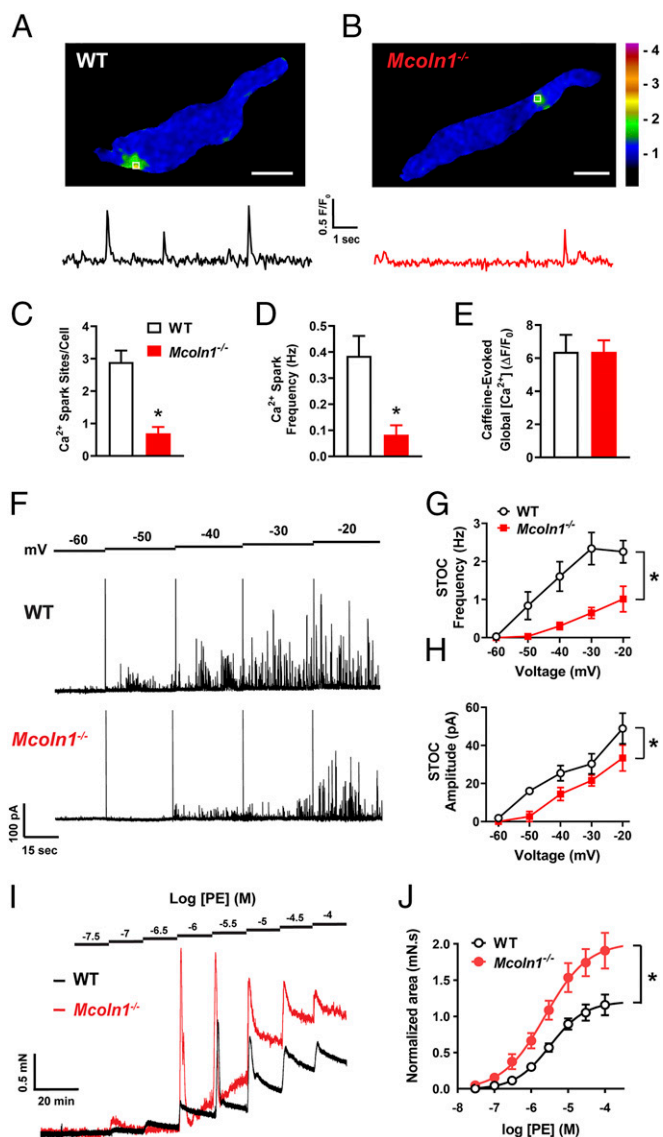 A
B
WT
Mcoln1-/-
- 4
- 3
- 2
- 1
0.5 F/F0
1 sec
C
D
E
WT
Mcoln1-/-
Ca2+ Spark Sites/Cell
4
3
2
1
0
*
Ca2+ Spark
Frequency (Hz)
0.5
0.4
0.3
0.2
0.1
0.0
*
Caffeine-Evoked
Global [Ca2+] (ΔF/F0)
8
6
4
2
0
F
mV
-60 -50 -40 -30 -20
WT
Mcoln1-/-
100 pA
15 sec
G
WT
Mcoln1-/-
STOC
Frequency (Hz)
3
2
1
0
-60 -50 -40 -30 -20
Voltage (mV)
*
H
STOC
Amplitude (pA)
60
40
20
0
-60 -50 -40 -30 -20
Voltage (mV)
*
I
Log [PE] (M)
-7.5 -7 -6.5 -6 -5.5 -5 -4.5 -4
WT
Mcoln1-/-
0.5 mN
20 min
J
WT
Mcoln1-/-
Normalized area (mN.s)
2.0
1.5
1.0
0.5
0.0
-8 -7 -6 -5 -4
log [PE] (M)
*